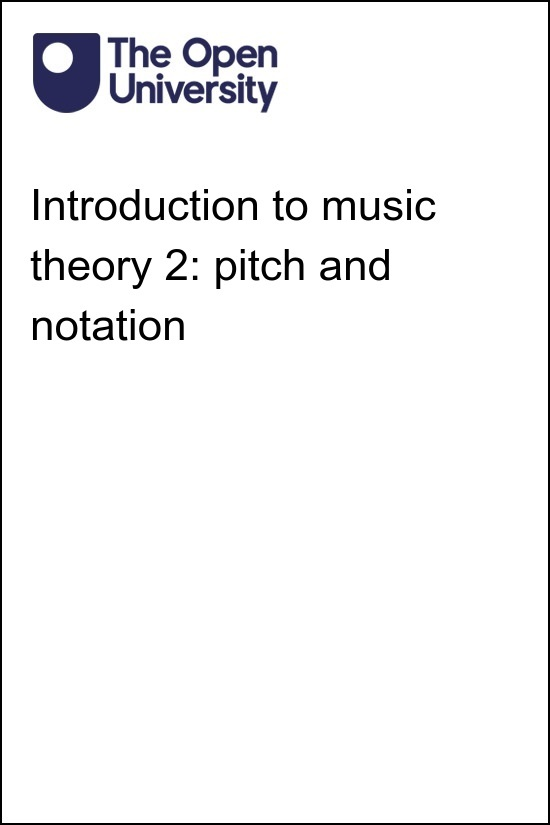 The Open
University
Introduction to music
theory 2: pitch and
notation